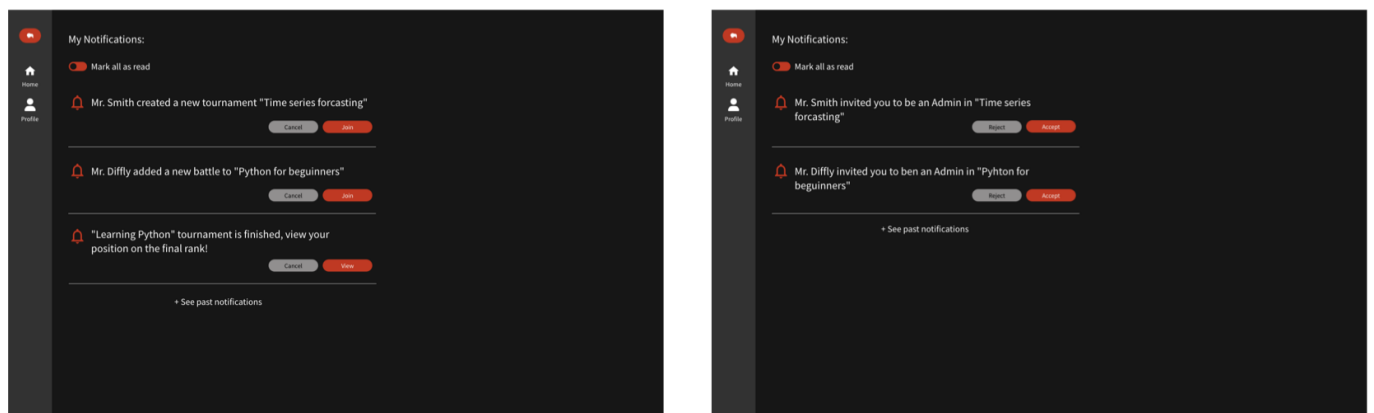 My Notifications:
Mark all as read
Home
Profile
Mr. Smith created a new tournament "Time series forcasting"
Cancel
Join
Mr. Diffly added a new battle to "Python for beguinners"
Cancel
Join
"Learning Python" tournament is finished, view your
position on the final rank!
Cancel
View
+ See past notifications
My Notifications:
Mark all as read
Home
Profile
Mr. Smith invited you to be an Admin in "Time series
forcasting"
Reject
Accept
Mr. Diffly invited you to ben an Admin in "Pyhton for
beguinners"
Reject
Accept
+ See past notifications